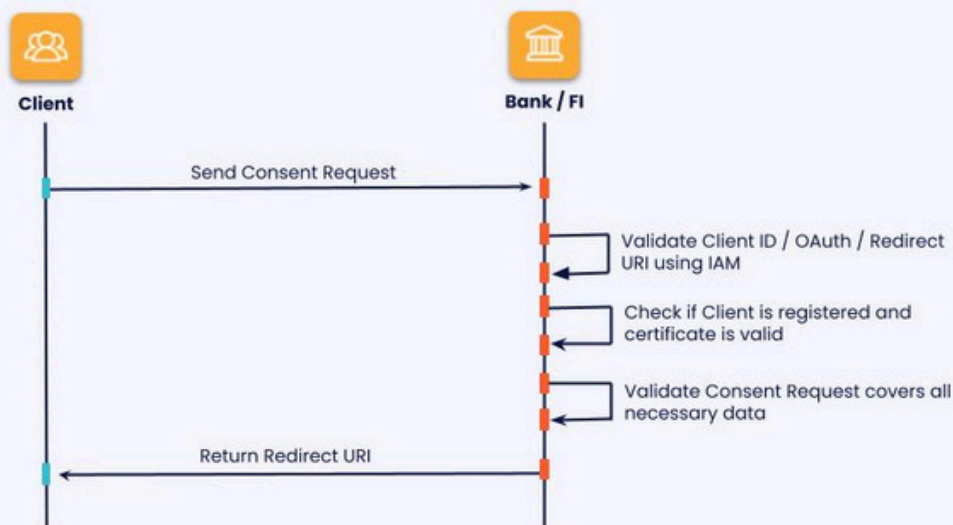 Client
Bank / FI
Send Consent Request
Validate Client ID / OAuth / Redirect
URI using IAM
Check if Client is registered and
certificate is valid
Validate Consent Request covers all
necessary data
Return Redirect URI